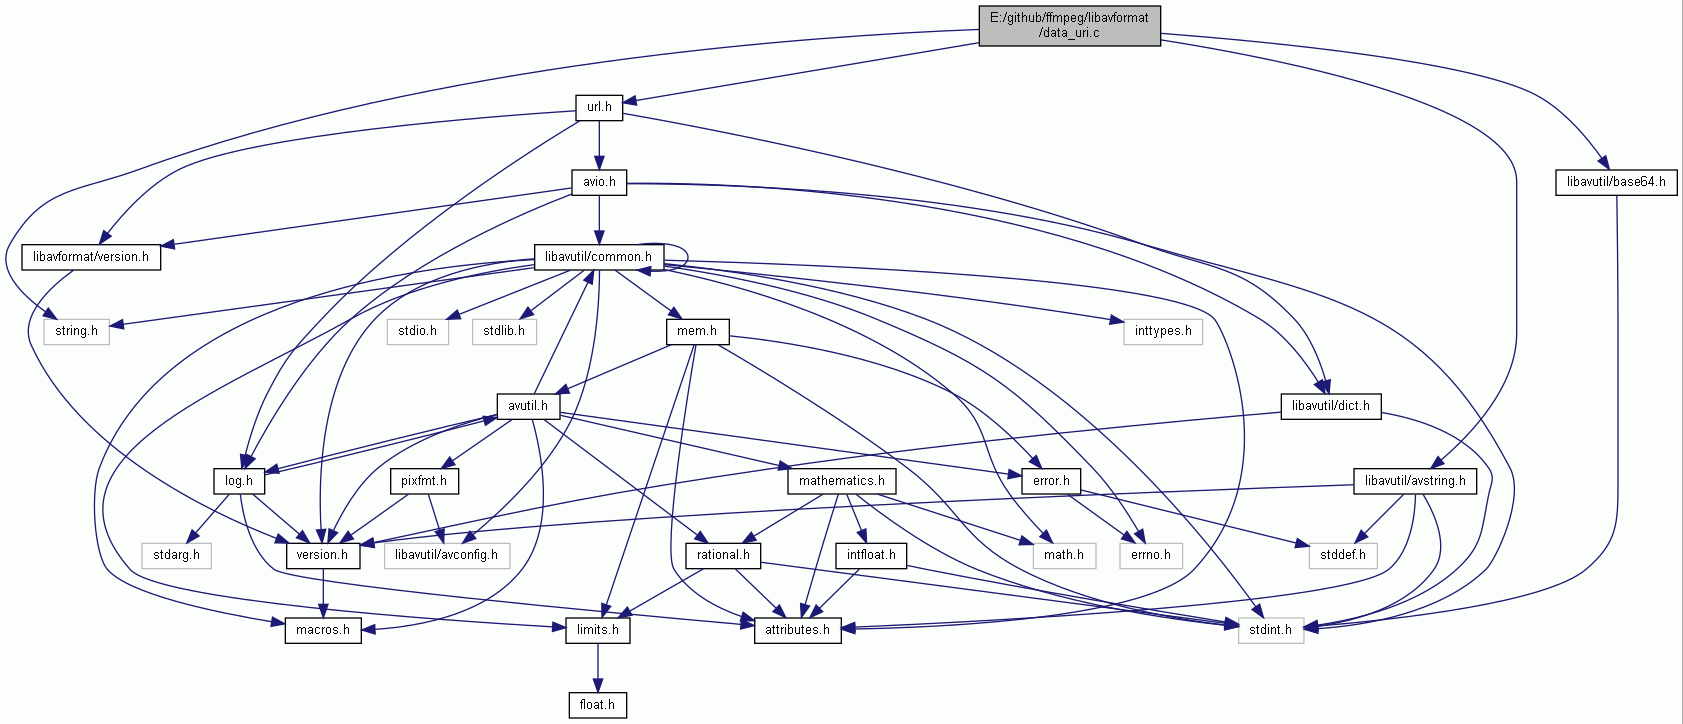 E:/github/ffmpeg/libavformat
/data_uri.c
url.h
avio.h
libavutil/base64.h
libavformat/version.h
libavutil/common.h
string.h
stdio.h
stdlib.h
mem.h
inttypes.h
avutil.h
libavutil/dict.h
log.h
pixfmt.h
mathematics.h
error.h
libavutil/avstring.h
stdarg.h
version.h
libavutil/avconfig.h
rational.h
intfloat.h
math.h
errno.h
stddef.h
macros.h
limits.h
attributes.h
stdint.h
float.h